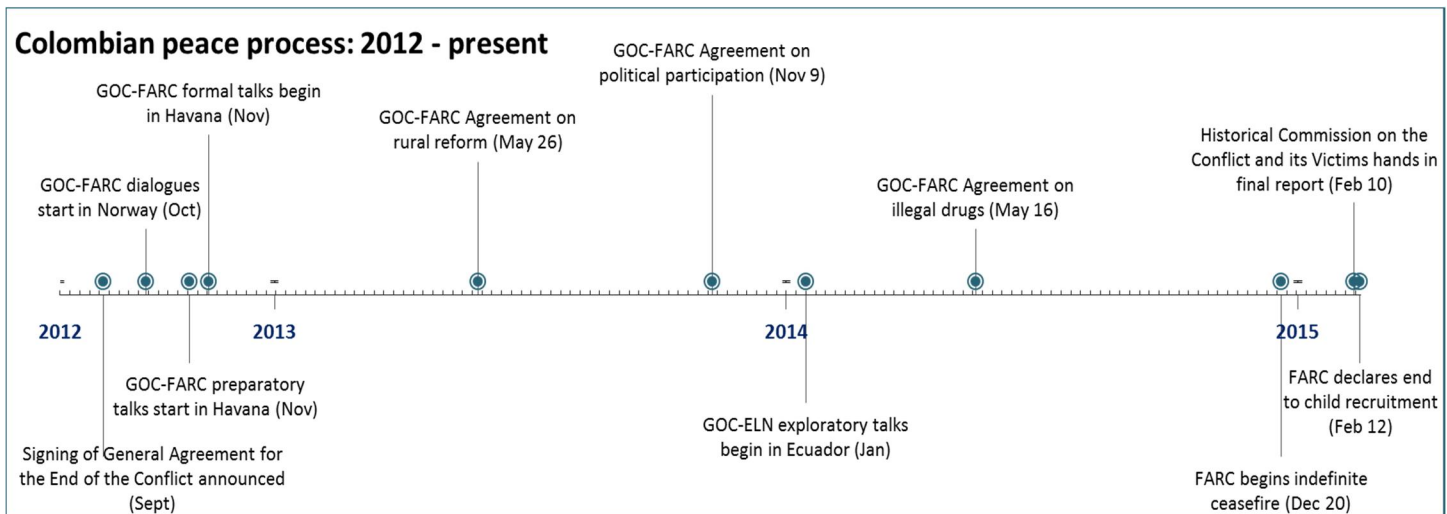 Colombian peace process: 2012 - present
GOC-FARC formal talks begin
in Havana (Nov)
GOC-FARC dialogues
start in Norway (Oct)
GOC-FARC Agreement on
rural reform (May 26)
GOC-FARC Agreement on
political participation (Nov 9)
GOC-FARC Agreement on
illegal drugs (May 16)
Historical Commission on the
Conflict and its Victims hands in
final report (Feb 10)
2012
2013
2014
2015
GOC-FARC preparatory
talks start in Havana (Nov)
Signing of General Agreement for
the End of the Conflict announced
(Sept)
GOC-ELN exploratory talks
begin in Ecuador (Jan)
FARC declares end
to child recruitment
(Feb 12)
FARC begins indefinite
ceasefire (Dec 20)